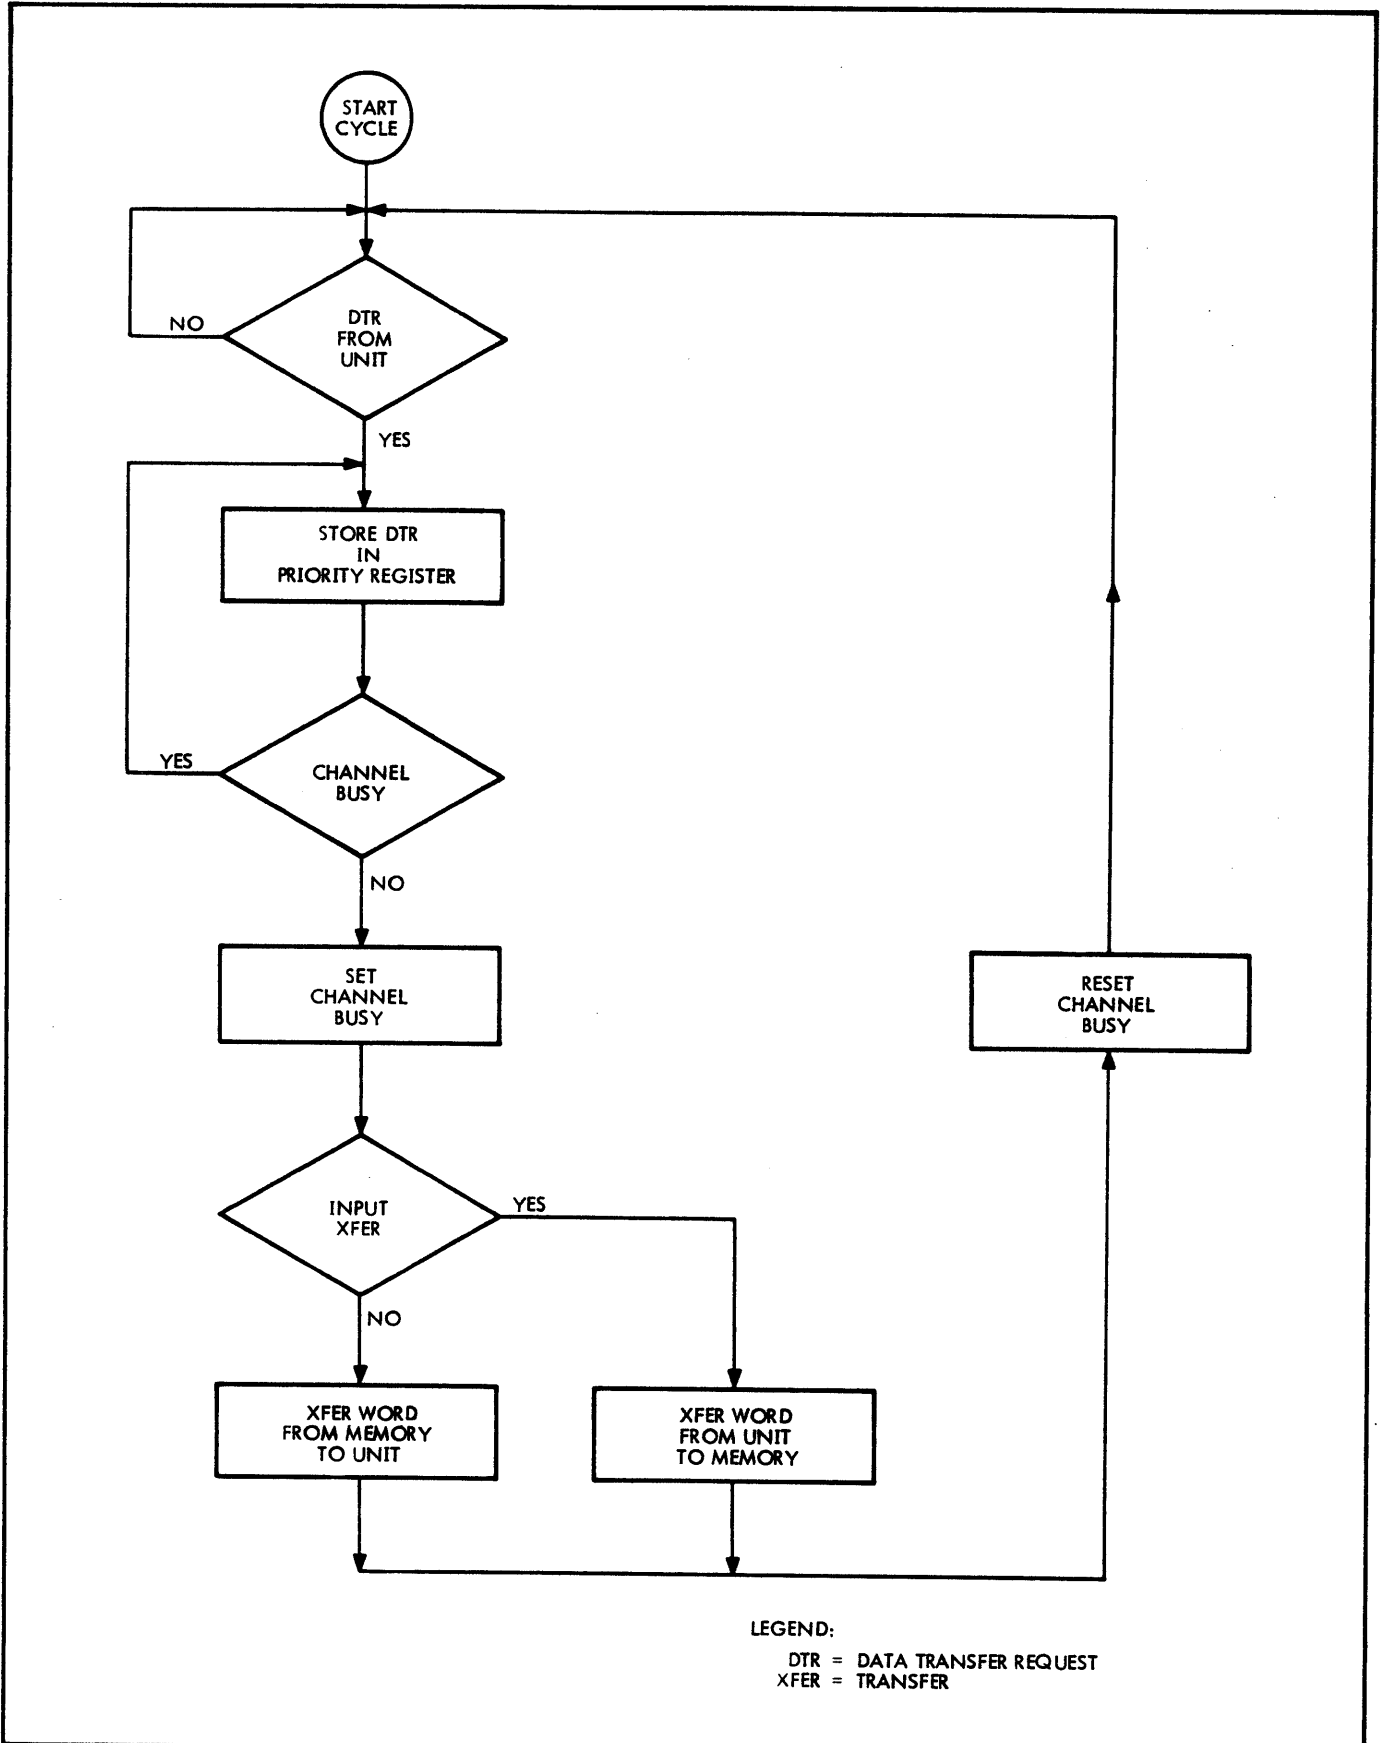 START
CYCLE
NO
DTR
FROM
UNIT
YES
STORE DTR
IN
PRIORITY REGISTER
YES
CHANNEL
BUSY
NO
SET
CHANNEL
BUSY
RESET
CHANNEL
BUSY
INPUT
XFER
YES
NO
XFER WORD
FROM MEMORY
TO UNIT
XFER WORD
FROM UNIT
TO MEMORY
LEGEND:
DTR = DATA TRANSFER REQUEST
XFER = TRANSFER